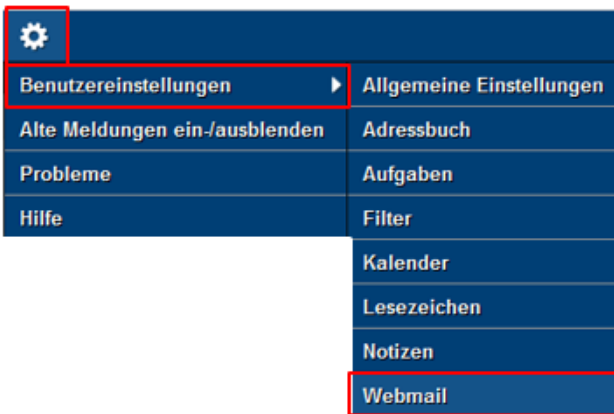 Benutzereinstellungen
Alte Meldungen ein-/ausblenden
Probleme
Hilfe
Allgemeine Einstellungen
Adressbuch
Aufgaben
Filter
Kalender
Lesezeichen
Notizen
Webmail